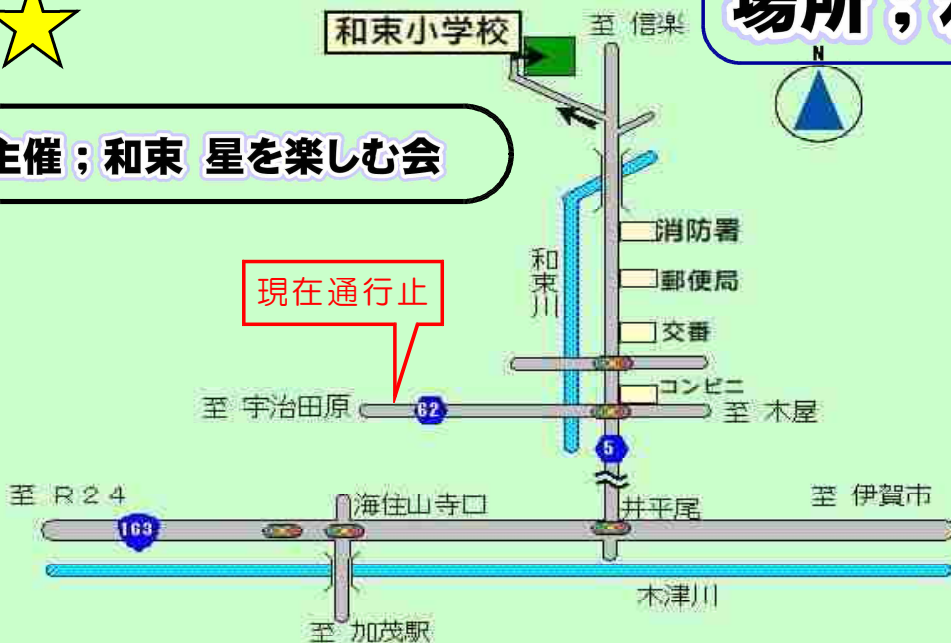 場所；
和束小学校
至 信楽
N
主催；和束 星を楽しむ会
消防署
和束川
郵便局
現在通行止
交番
コンビニ
至 宇治田原
62
至 木屋
5
至 R24
海住山寺口
井平尾
至 伊賀市
163
木津川
至 加茂駅